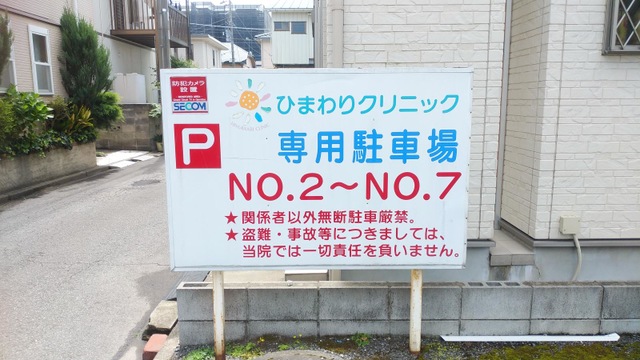 防犯カメラ
設置
SECOM
ひまわりクリニック
P
専用駐車場
NO.2～NO.7
★関係者以外無断駐車厳禁。
★盗難・事故等につきましては、
当院では一切責任を負いません。